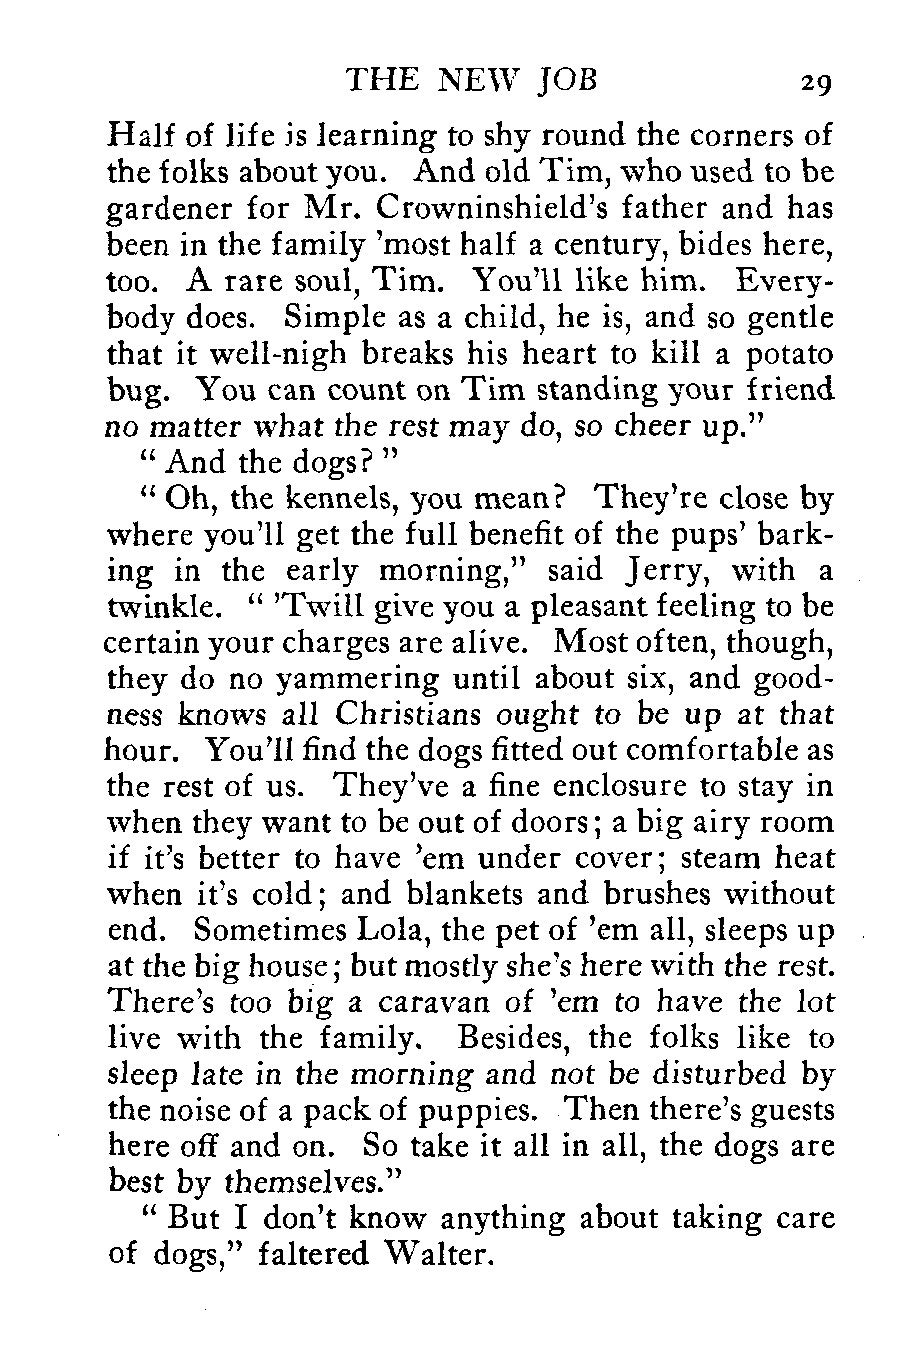 THE NEW JOB 29
Half of life is learning to shy round the corners of
the folks about you. And old Tim, who used to be
gardener for Mr. Crowninshield's father and has
been in the family 'most half a century, bides here,
too. A rare soul, Tim. You'll like him. Every-
body does. Simple as a child, he is, and so gentle
that it well-nigh breaks his heart to kill a potato
bug. You can count on Tim standing your friend
no matter what the rest may do, so cheer up."
" And the dogs? "
" Oh, the kennels, you mean? They're close by
where you'll get the full benefit of the pups' bark-
ing in the early morning," said Jerry, with a
twinkle. " 'Twill give you a pleasant feeling to be
certain your charges are alive. Most often, though,
they do no yammering until about six, and good-
ness knows all Christians ought to be up at that
hour. You'll find the dogs fitted out comfortable as
the rest of us. They've a fine enclosure to stay in
when they want to be out of doors; a big airy room
if it's better to have 'em under cover; steam heat
when it's cold; and blankets and brushes without
end. Sometimes Lola, the pet of 'em all, sleeps up
at the big house; but mostly she's here with the rest.
There's too big a caravan of 'em to have the lot
live with the family. Besides, the folks like to
sleep late in the morning and not be disturbed by
the noise of a pack of puppies. Then there's guests
here off and on. So take it all in all, the dogs are
best by themselves."
" But I don't know anything about taking care
of dogs," faltered Walter.